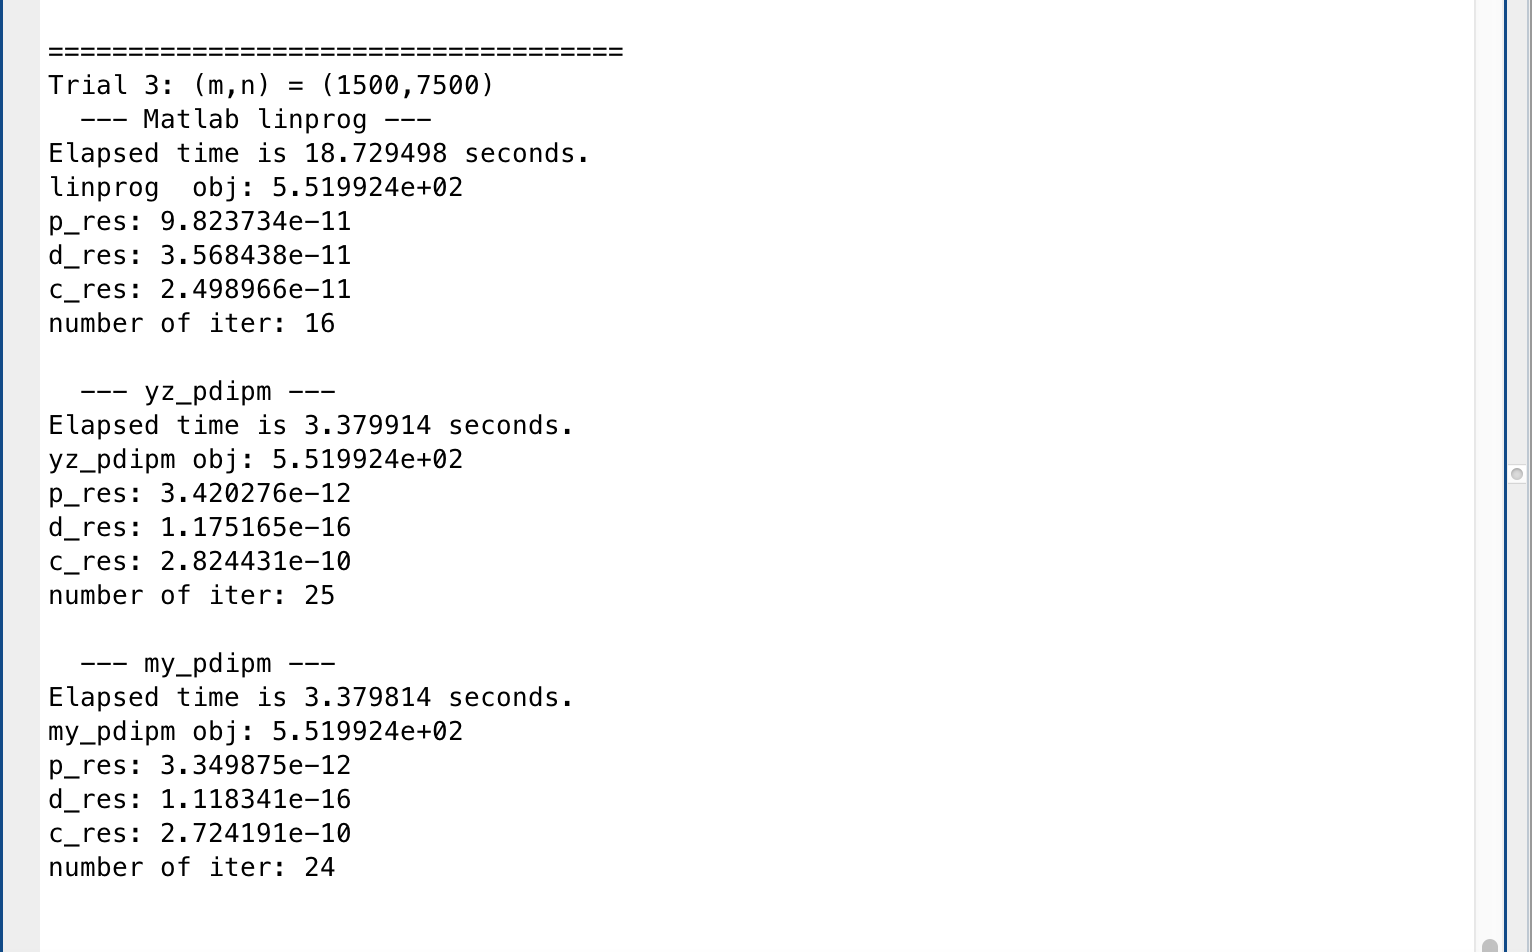 ====================================
Trial 3: (m,n) = (1500,7500)
  --- Matlab linprog ---
Elapsed time is 18.729498 seconds.
linprog  obj: 5.519924e+02
p_res: 9.823734e-11
d_res: 3.568438e-11
c_res: 2.498966e-11
number of iter: 16

  --- yz_pdipm ---
Elapsed time is 3.379914 seconds.
yz_pdipm obj: 5.519924e+02
p_res: 3.420276e-12
d_res: 1.175165e-16
c_res: 2.824431e-10
number of iter: 25

  --- my_pdipm ---
Elapsed time is 3.379814 seconds.
my_pdipm obj: 5.519924e+02
p_res: 3.349875e-12
d_res: 1.118341e-16
c_res: 2.724191e-10
number of iter: 24